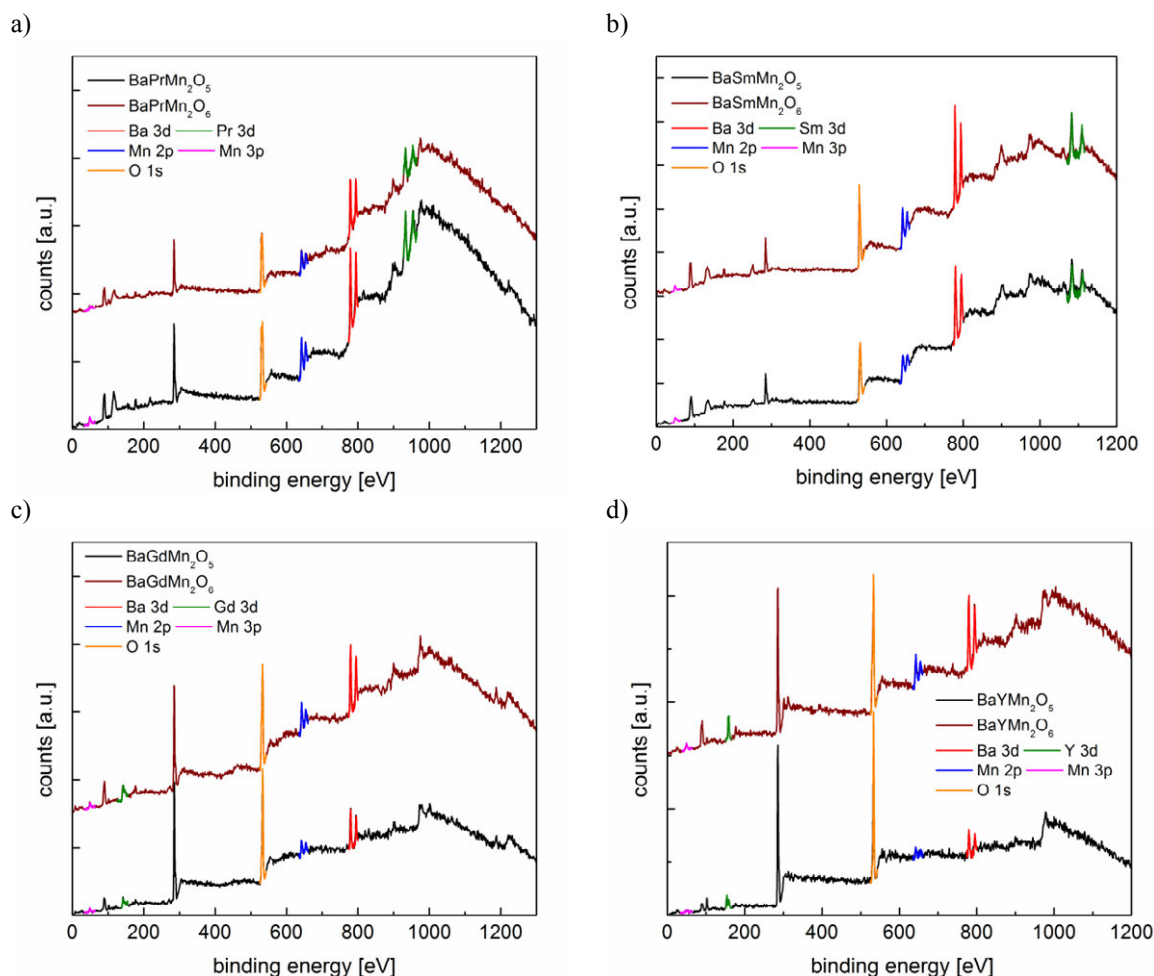 a)
BaPrMn₂O₅
BaPrMn₂O₆
Ba 3d Pr 3d
Mn 2p Mn 3p
O 1s
counts [a.u.]
0 200 400 600 800 1000 1200
binding energy [eV]
b)
BaSmMn₂O₅
BaSmMn₂O₆
Ba 3d Sm 3d
Mn 2p Mn 3p
O 1s
counts [a.u.]
0 200 400 600 800 1000 1200
binding energy [eV]
c)
BaGdMn₂O₅
BaGdMn₂O₆
Ba 3d Gd 3d
Mn 2p Mn 3p
O 1s
counts [a.u.]
0 200 400 600 800 1000 1200
binding energy [eV]
d)
BaYMn₂O₅
BaYMn₂O₆
Ba 3d Y 3d
Mn 2p Mn 3p
O 1s
counts [a.u.]
0 200 400 600 800 1000 1200
binding energy [eV]